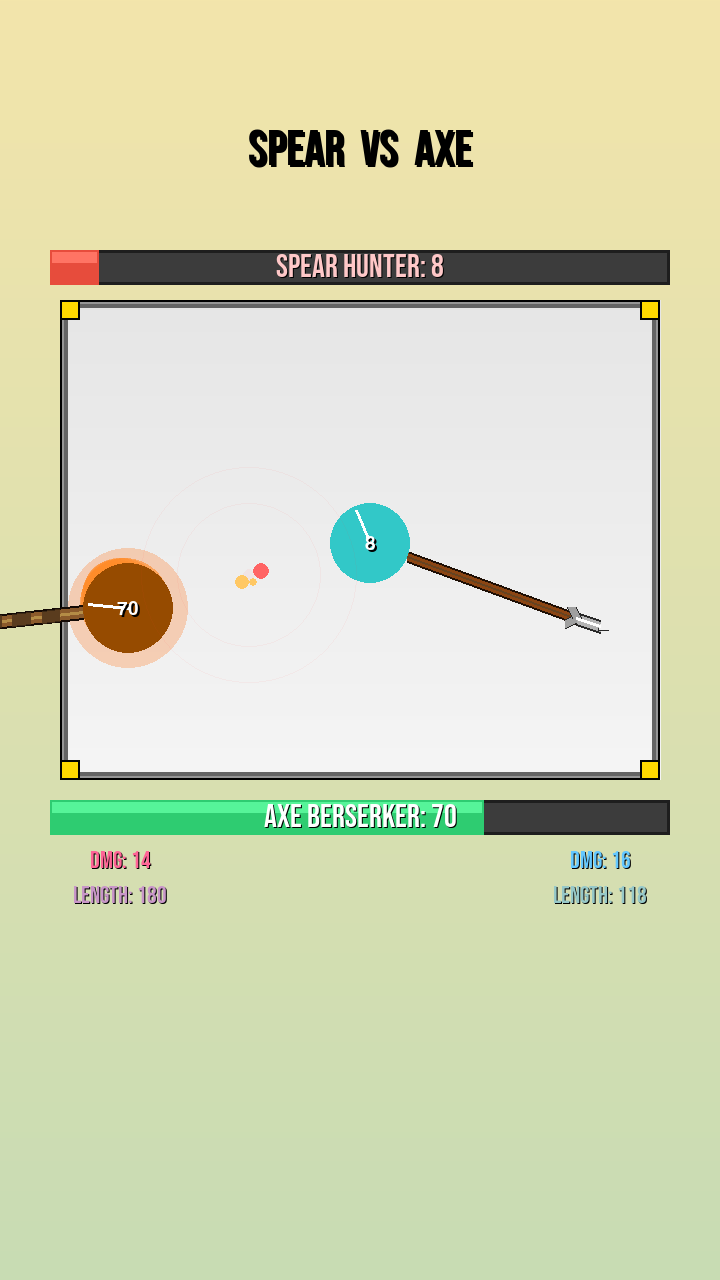 SPEAR VS AXE
SPEAR HUNTER: 8
8
70
AXE BERSERKER: 70
DMG: 14
DMG: 16
LENGTH: 180
LENGTH: 118